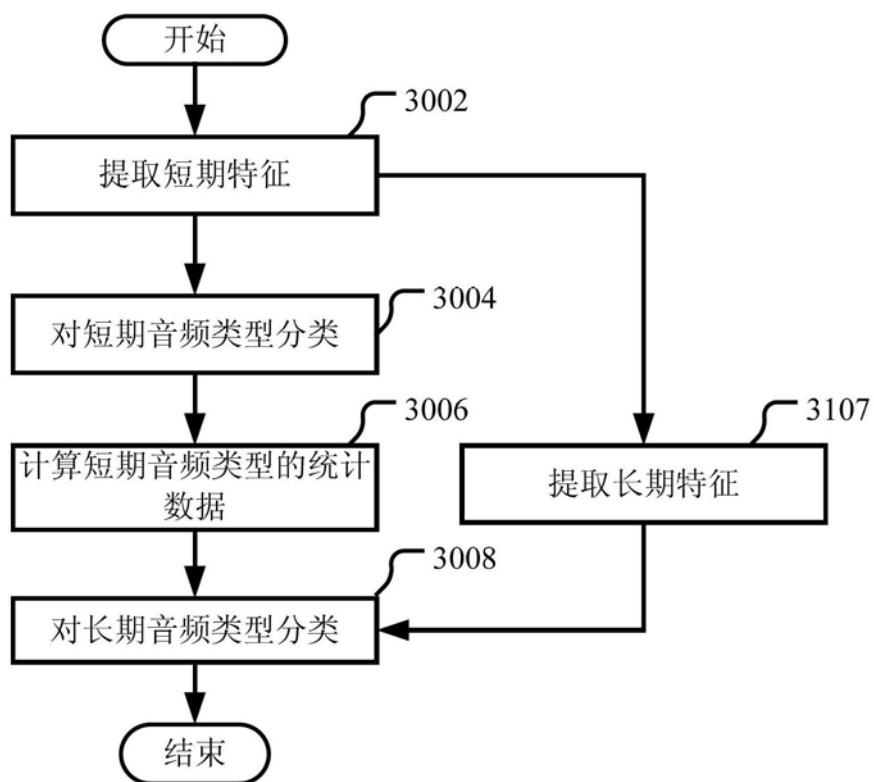 开始
3002
提取短期特征
3004
对短期音频类型分类
3006
3107
计算短期音频类型的统计
数据
提取长期特征
3008
对长期音频类型分类
结束